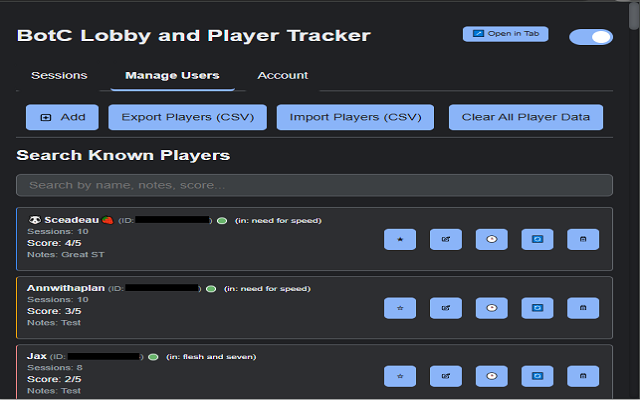 BotC Lobby and Player Tracker
Open in Tab
Sessions Manage Users Account
Add Export Players (CSV) Import Players (CSV) Clear All Player Data
Search Known Players
Search by name, notes, score...
Sceadeau (ID: ) (in: need for speed)
Sessions: 10
Score: 4/5
Notes: Great ST
Annwithaplan (ID: ) (in: need for speed)
Sessions: 10
Score: 3/5
Notes: Test
Jax (ID: ) (in: flesh and seven)
Sessions: 8
Score: 2/5
Notes: Test